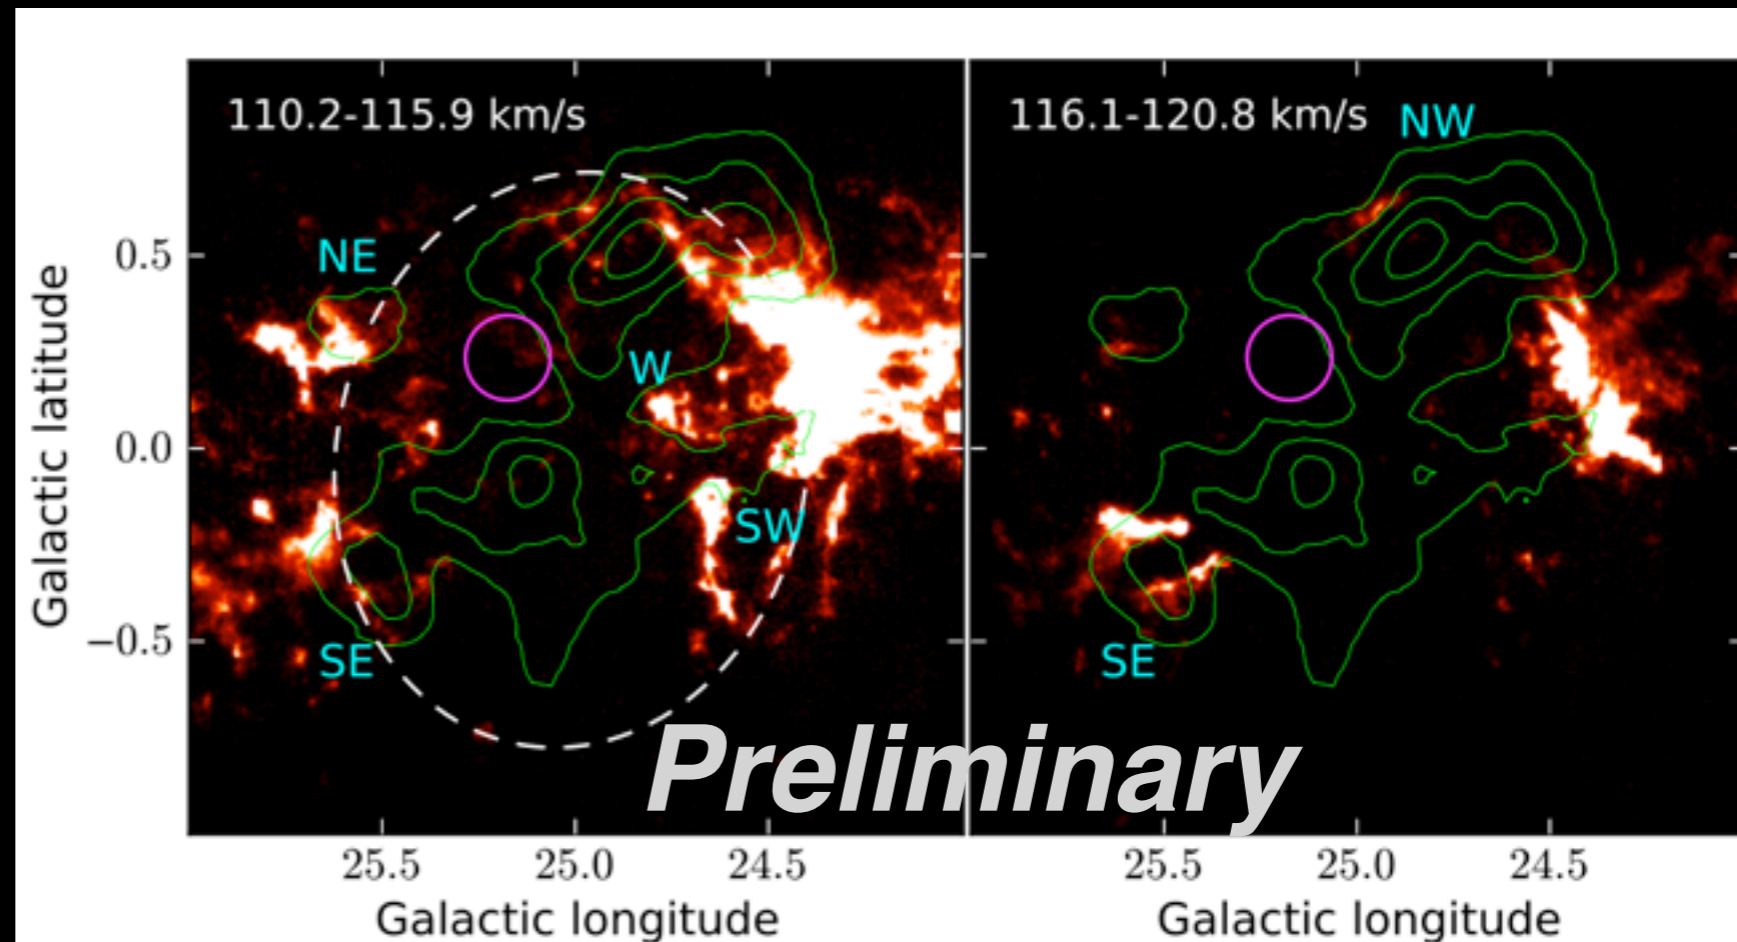 110.2-115.9 km/s
116.1-120.8 km/s
NW
NE
W
SW
SE
SE
Preliminary
0.5
0.0
−0.5
Galactic latitude
25.5
25.0
24.5
25.5
25.0
24.5
Galactic longitude
Galactic longitude